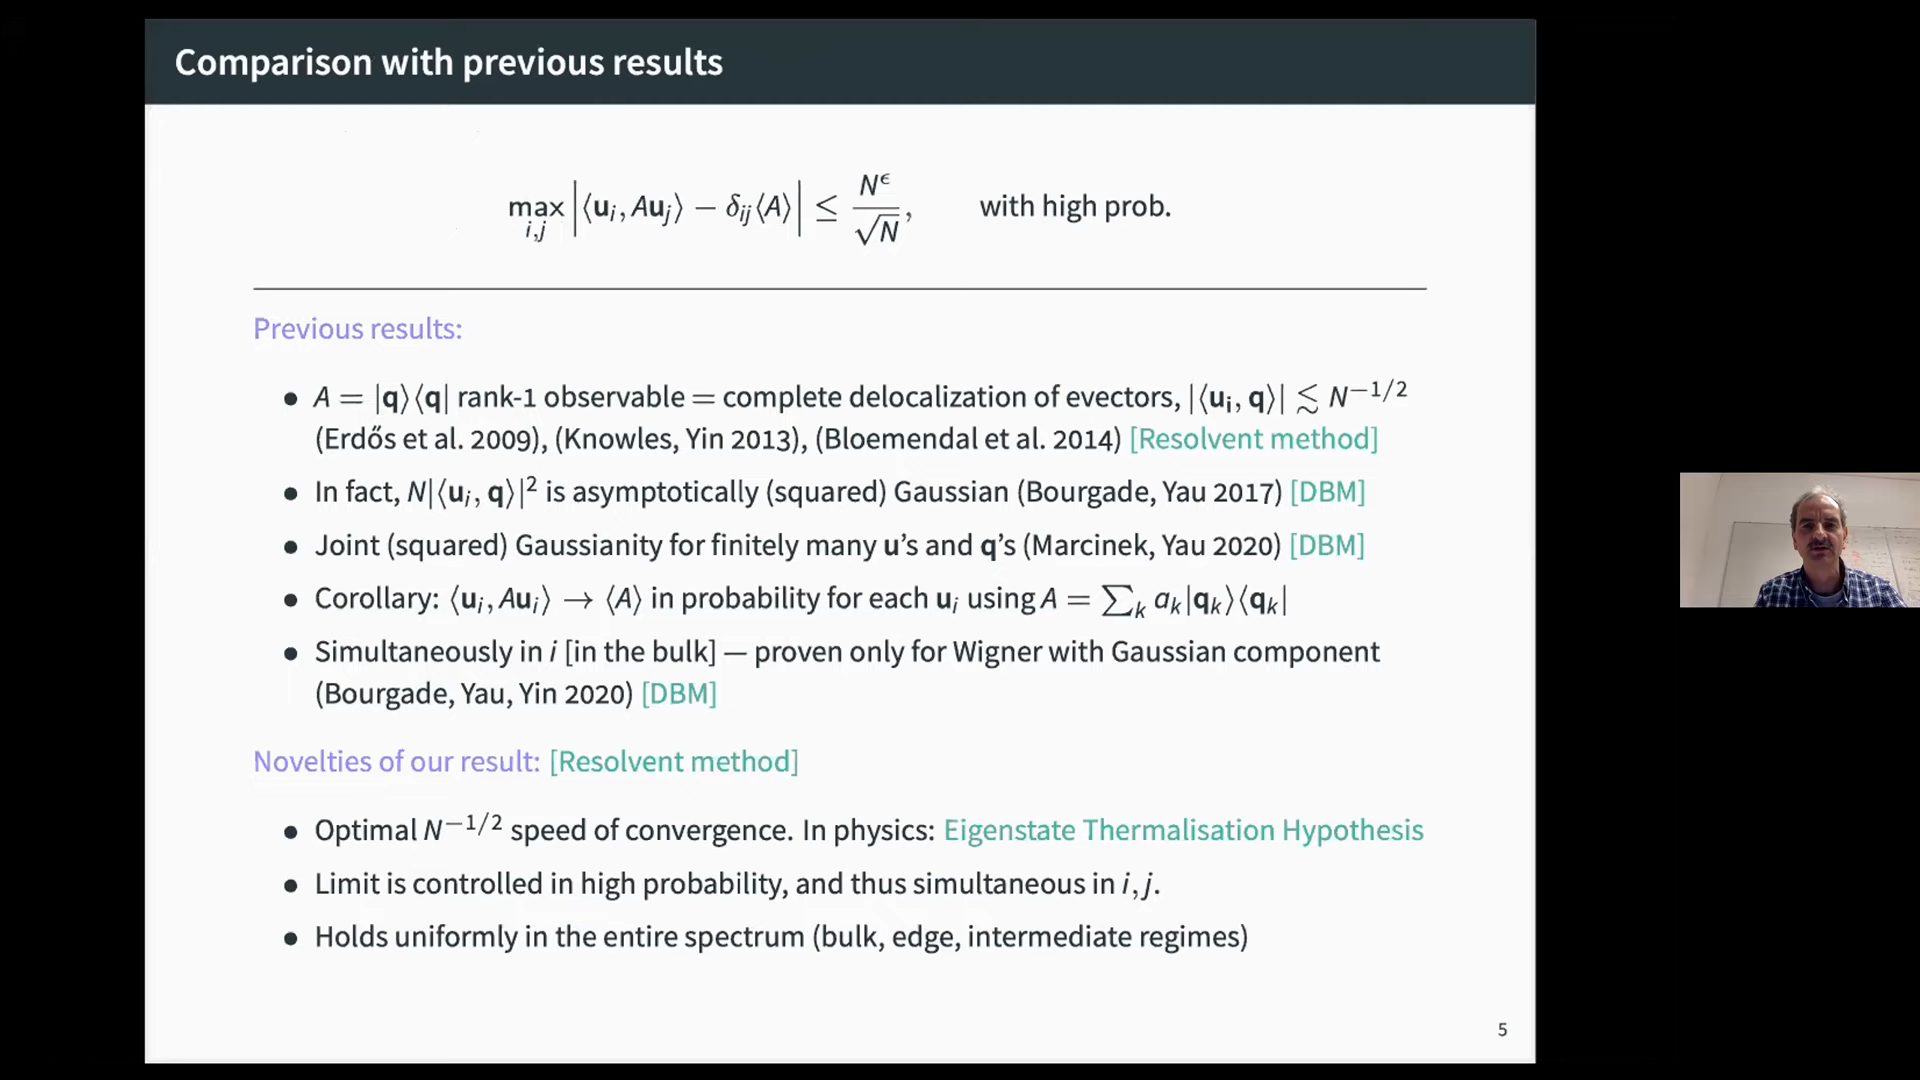 Comparison with previous results
max_{i,j} |⟨u_i, Au_j⟩ − δ_{ij}⟨A⟩| ≤ N^ϵ/√N, with high prob.
Previous results:
• A = |q⟩⟨q| rank-1 observable = complete delocalization of evectors, |⟨u_i, q⟩| ≲ N^{−1/2}
(Erdős et al. 2009), (Knowles, Yin 2013), (Bloemendal et al. 2014) [Resolvent method]
• In fact, N|⟨u_i, q⟩|² is asymptotically (squared) Gaussian (Bourgade, Yau 2017) [DBM]
• Joint (squared) Gaussianity for finitely many u's and q's (Marcinek, Yau 2020) [DBM]
• Corollary: ⟨u_i, Au_i⟩ → ⟨A⟩ in probability for each u_i using A = ∑_k a_k|q_k⟩⟨q_k|
• Simultaneously in i [in the bulk] — proven only for Wigner with Gaussian component
(Bourgade, Yau, Yin 2020) [DBM]
Novelties of our result: [Resolvent method]
• Optimal N^{−1/2} speed of convergence. In physics: Eigenstate Thermalisation Hypothesis
• Limit is controlled in high probability, and thus simultaneous in i, j.
• Holds uniformly in the entire spectrum (bulk, edge, intermediate regimes)
5